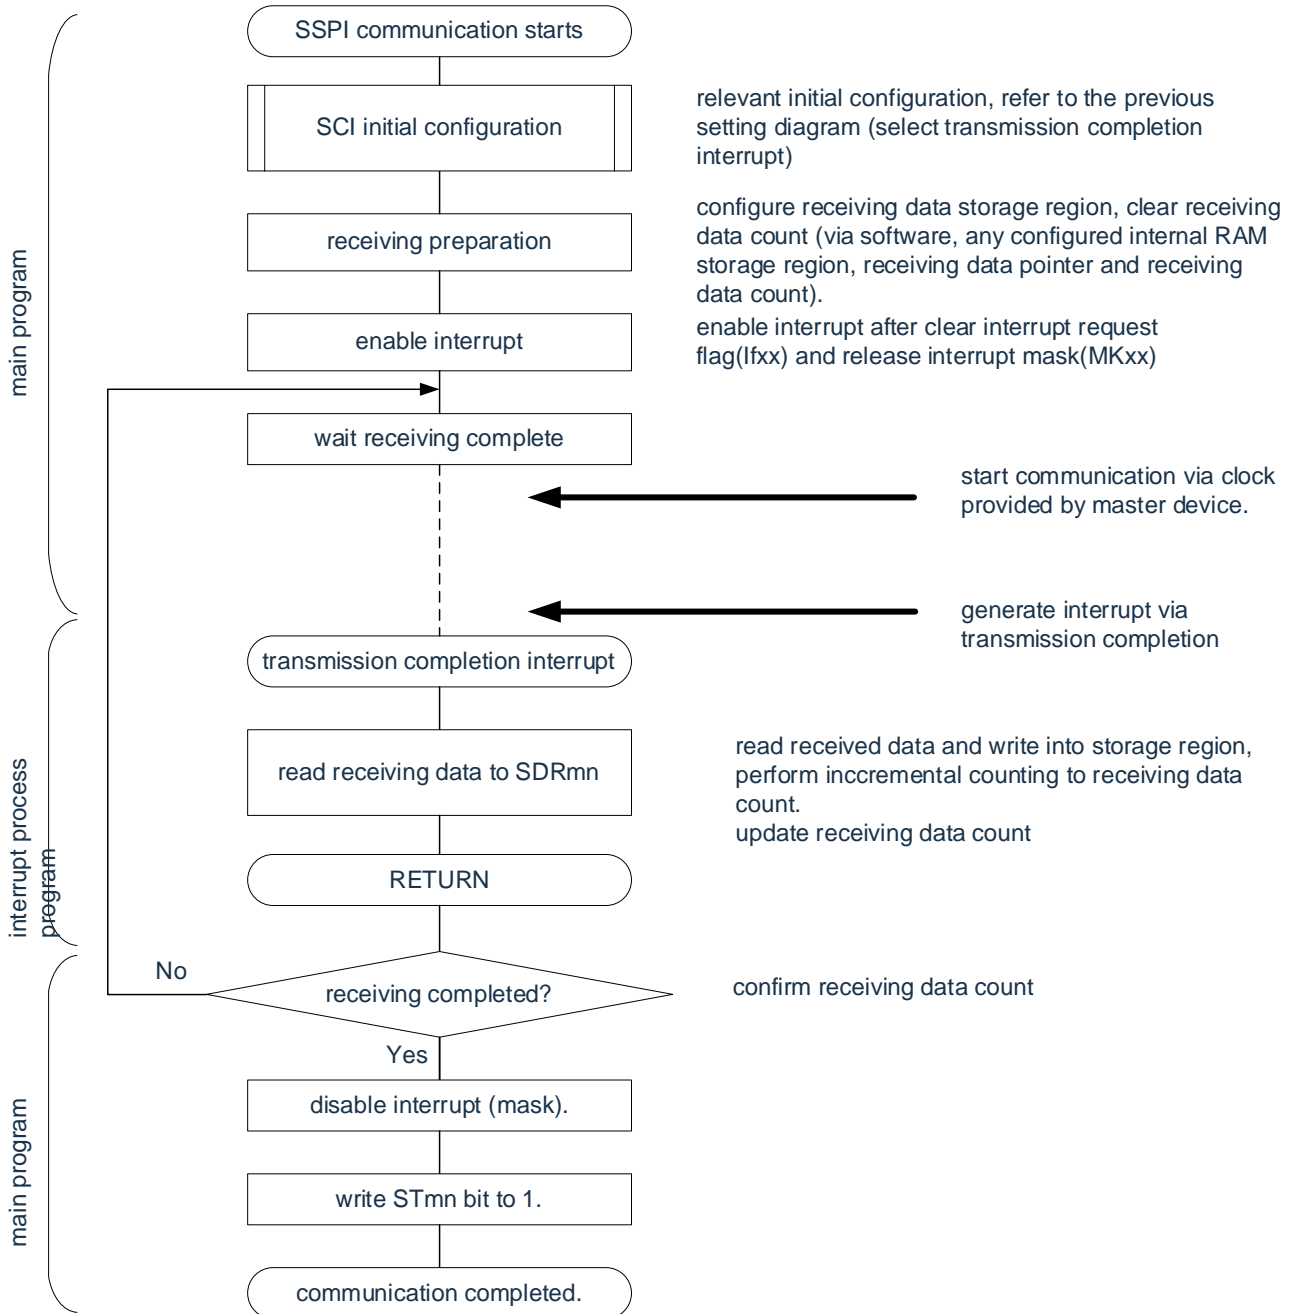 SSPI communication starts
SCI initial configuration
relevant initial configuration, refer to the previous
setting diagram (select transmission completion
interrupt)
receiving preparation
configure receiving data storage region, clear receiving
data count (via software, any configured internal RAM
storage region, receiving data pointer and receiving
data count).
main program
enable interrupt
enable interrupt after clear interrupt request
flag(Ifxx) and release interrupt mask(MKxx)
wait receiving complete
start communication via clock
provided by master device.
generate interrupt via
transmission completion
transmission completion interrupt
interrupt process
program
read receiving data to SDRmn
read received data and write into storage region,
perform inccremental counting to receiving data
count.
update receiving data count
RETURN
No
receiving completed?
confirm receiving data count
Yes
main program
disable interrupt (mask).
write STmn bit to 1.
communication completed.